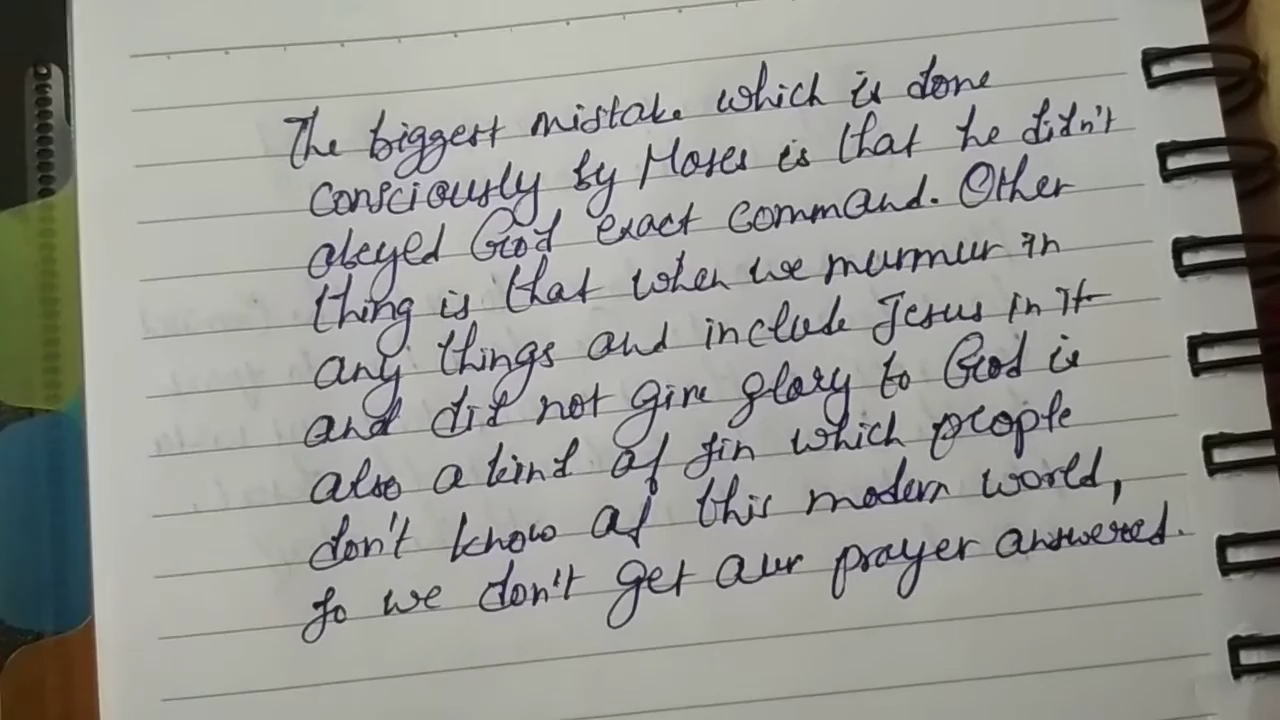 The biggest mistake which is done
consciously by Moses is that he didn't
obeyed God exact command. Other
thing is that when we murmur in
any things and include Jesus in it
and did not give glory to God is
also a kind of sin which people
don't know of this modern world,
so we don't get our prayer answered.